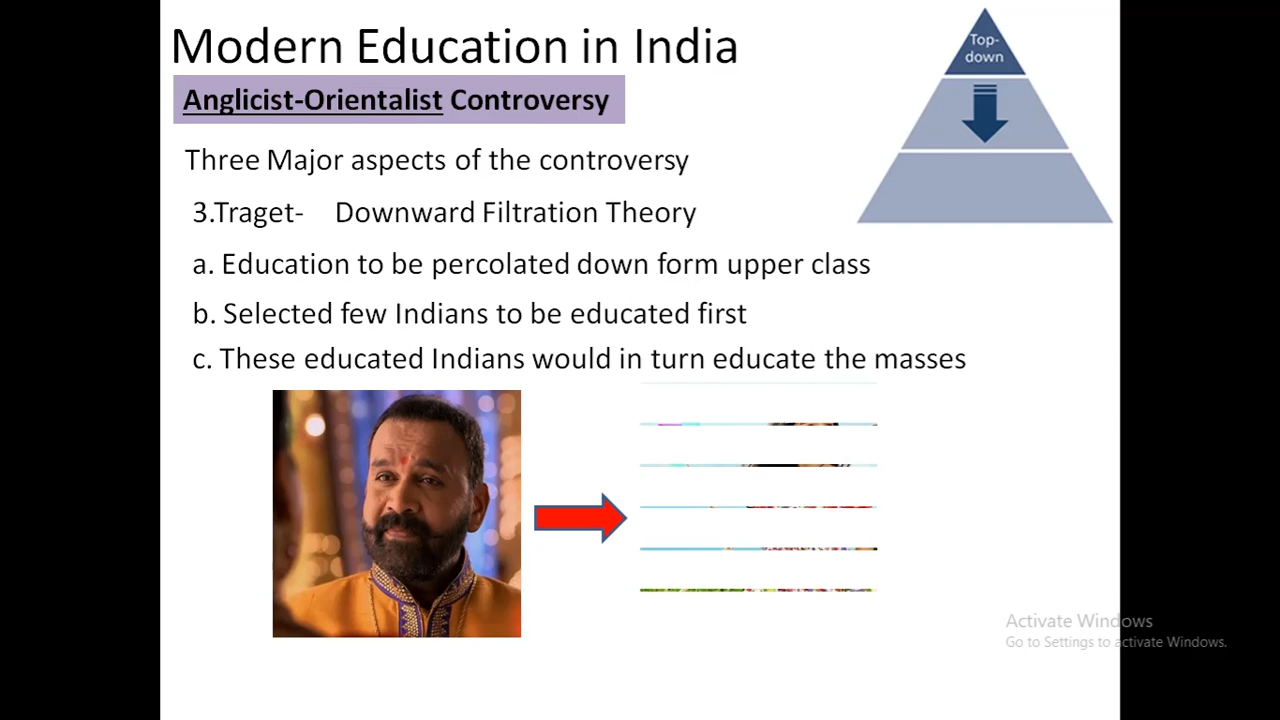 Modern Education in India
Top-
down
Anglicist-Orientalist Controversy
Three Major aspects of the controversy
3.Traget- Downward Filtration Theory
a. Education to be percolated down form upper class
b. Selected few Indians to be educated first
c. These educated Indians would in turn educate the masses
Activate Windows
Go to Settings to activate Windows.